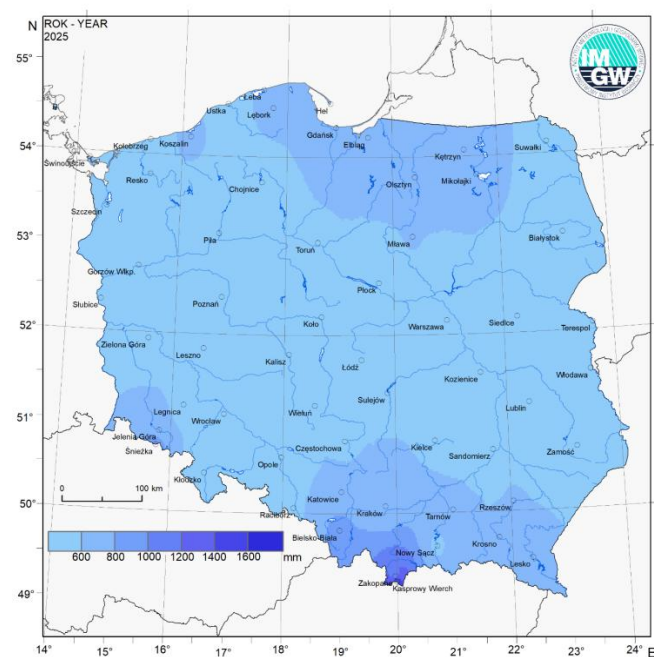 N
ROK - YEAR
2025
IM
GW
55°
54°
53°
52°
51°
50°
49°
Łeba
Ustka
Lębork
Hel
Gdańsk
Elbląg
Kołobrzeg
Koszalin
Świnoujście
Kętrzyn
Suwałki
Resko
Chojnice
Olsztyn
Mikołajki
Szczecin
Piła
Toruń
Mława
Białystok
Gorzów Wlkp.
Płock
Słubice
Poznań
Koło
Warszawa
Siedlce
Terespol
Zielona Góra
Leszno
Kalisz
Łódź
Kozienice
Włodawa
Sulejów
Legnica
Wrocław
Wieluń
Lublin
Jelenia Góra
Śnieżka
Częstochowa
Kielce
Sandomierz
Zamość
Opole
Kłodzko
Katowice
Kraków
Tarnów
Rzeszów
Racibórz
Bielsko-Biała
Nowy Sącz
Krosno
Lesko
Zakopane
Kasprowy Wierch
0 100 km
600 800 1000 1200 1400 1600 mm
14° 15° 16° 17° 18° 19° 20° 21° 22° 23° 24° E